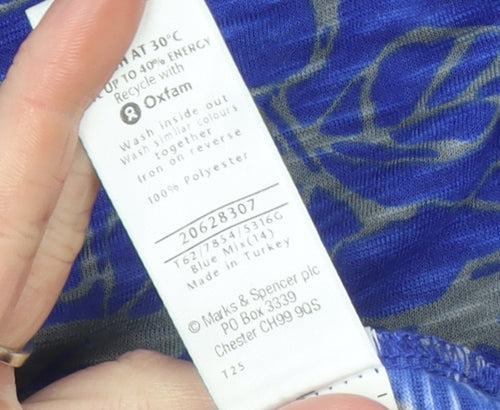 AT 30°C
UP TO 40% ENERGY
Recycle with
Oxfam
Wash inside out
Wash similar colours
together
Iron on reverse
100% Polyester
20628307
T62/7854/5316G
Blue Mix(14)
Made in Turkey
© Marks & Spencer plc
PO Box 3339
Chester CH99 9QS
T25